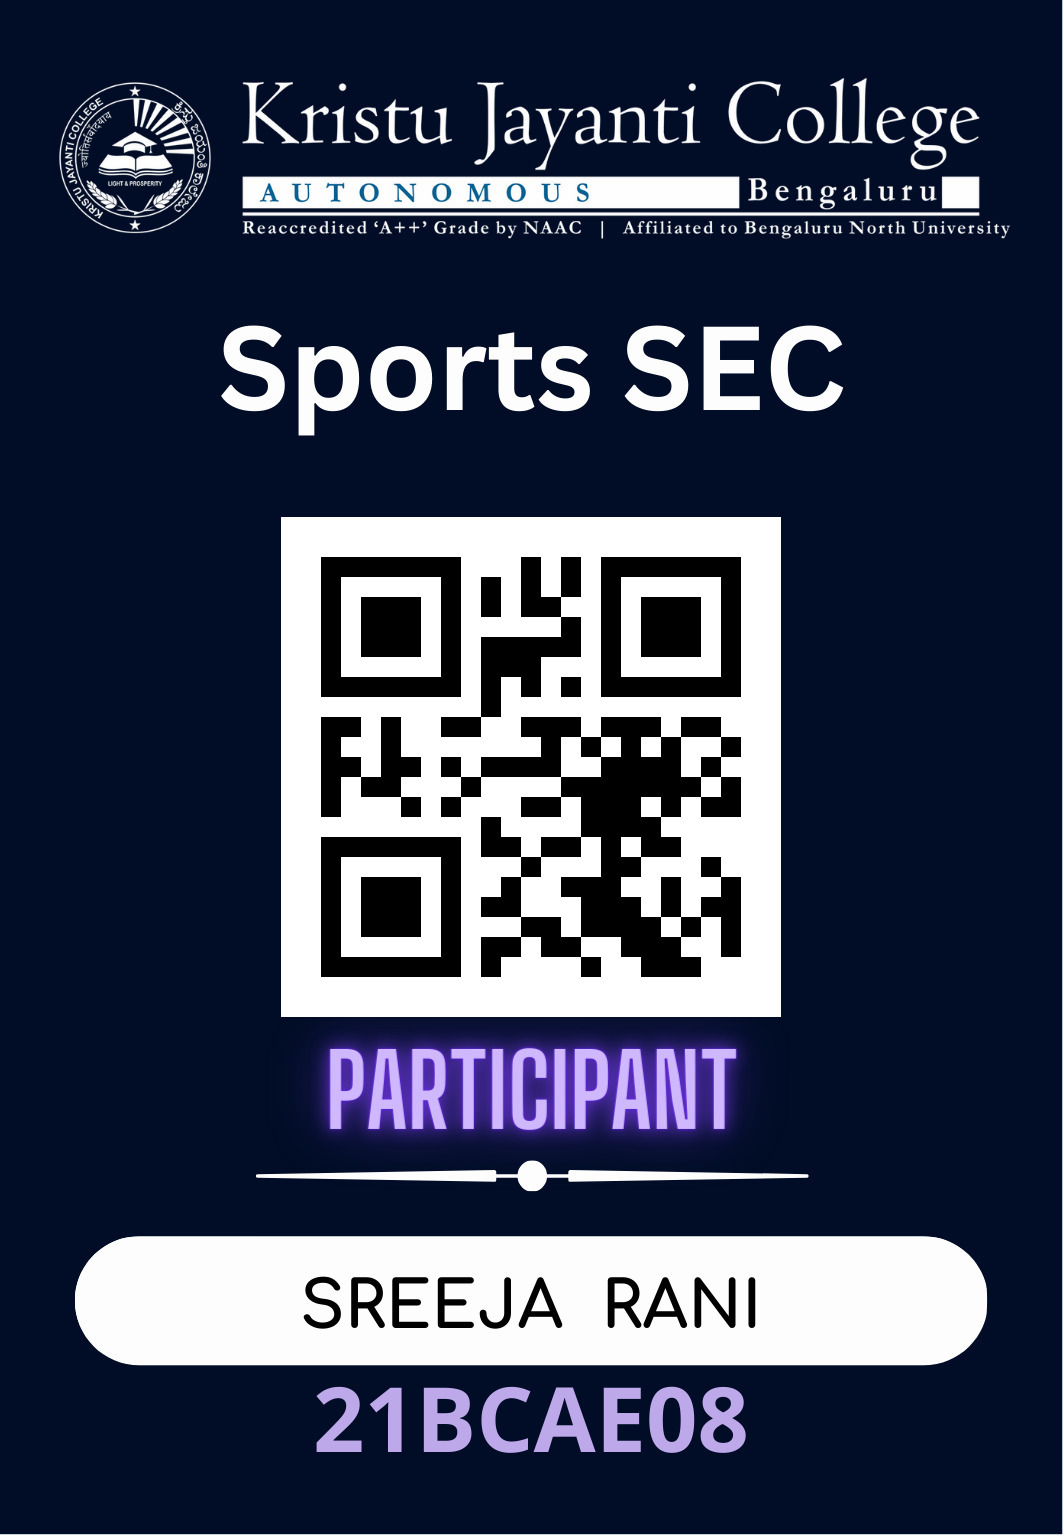 Kristu Jayanti College
AUTONOMOUS Bengaluru
Reaccredited ‘A++’ Grade by NAAC | Affiliated to Bengaluru North University
KRISTU JAYANTI COLLEGE
LIGHT & PROSPERITY
Sports SEC
PARTICIPANT
SREEJA RANI
21BCAE08